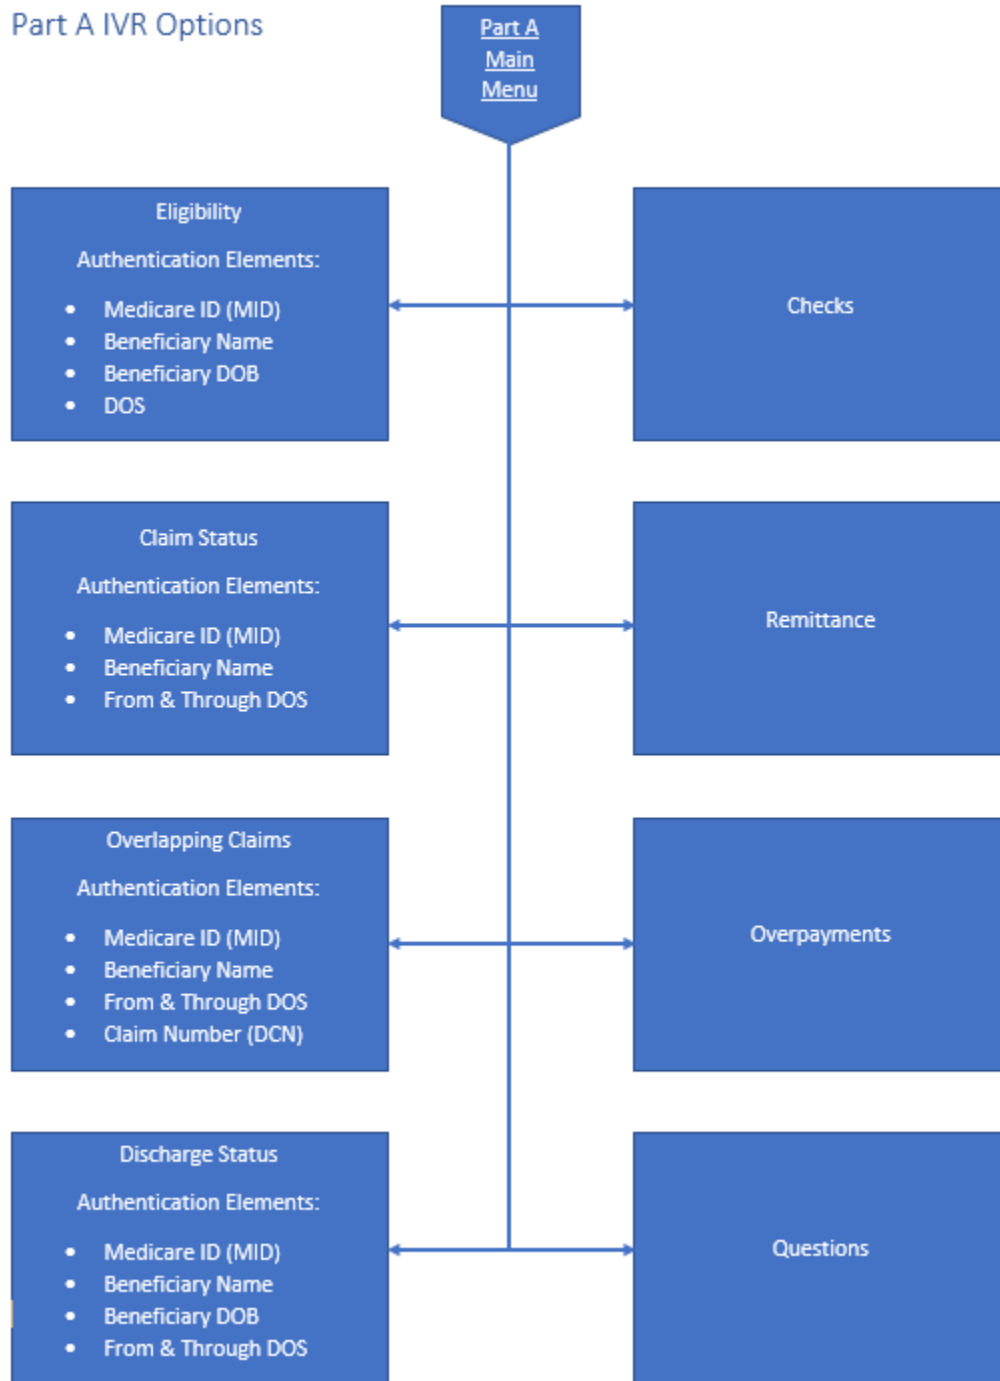 Part A IVR Options
Part A
Main
Menu
Eligibility
Authentication Elements:
• Medicare ID (MID)
• Beneficiary Name
• Beneficiary DOB
• DOS
Checks
Claim Status
Authentication Elements:
• Medicare ID (MID)
• Beneficiary Name
• From & Through DOS
Remittance
Overlapping Claims
Authentication Elements:
• Medicare ID (MID)
• Beneficiary Name
• From & Through DOS
• Claim Number (DCN)
Overpayments
Discharge Status
Authentication Elements:
• Medicare ID (MID)
• Beneficiary Name
• Beneficiary DOB
• From & Through DOS
Questions